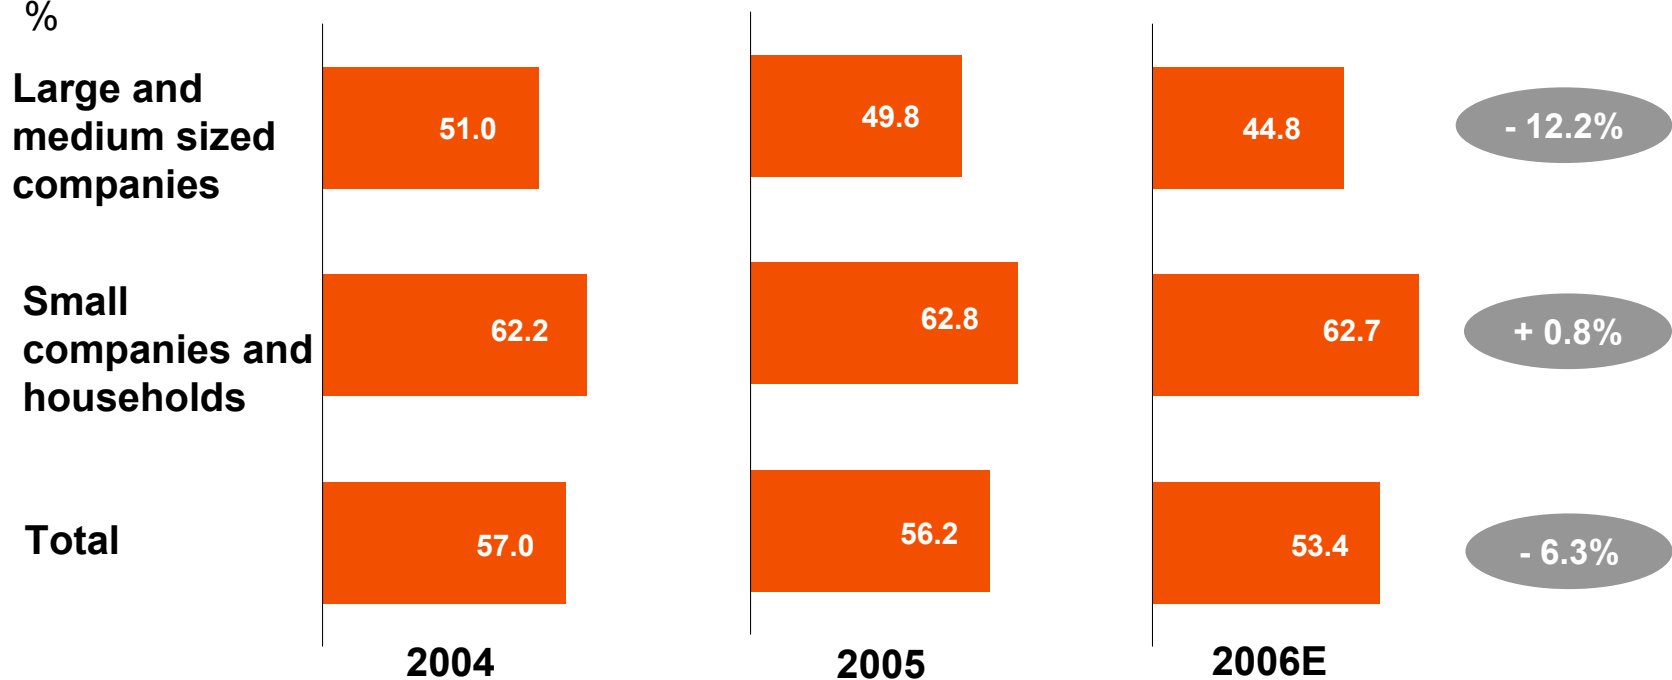 %
Large and
medium sized
companies
51.0
49.8
44.8
- 12.2%
Small
companies and
households
62.2
62.8
62.7
+ 0.8%
Total
57.0
56.2
53.4
- 6.3%
2004
2005
2006E